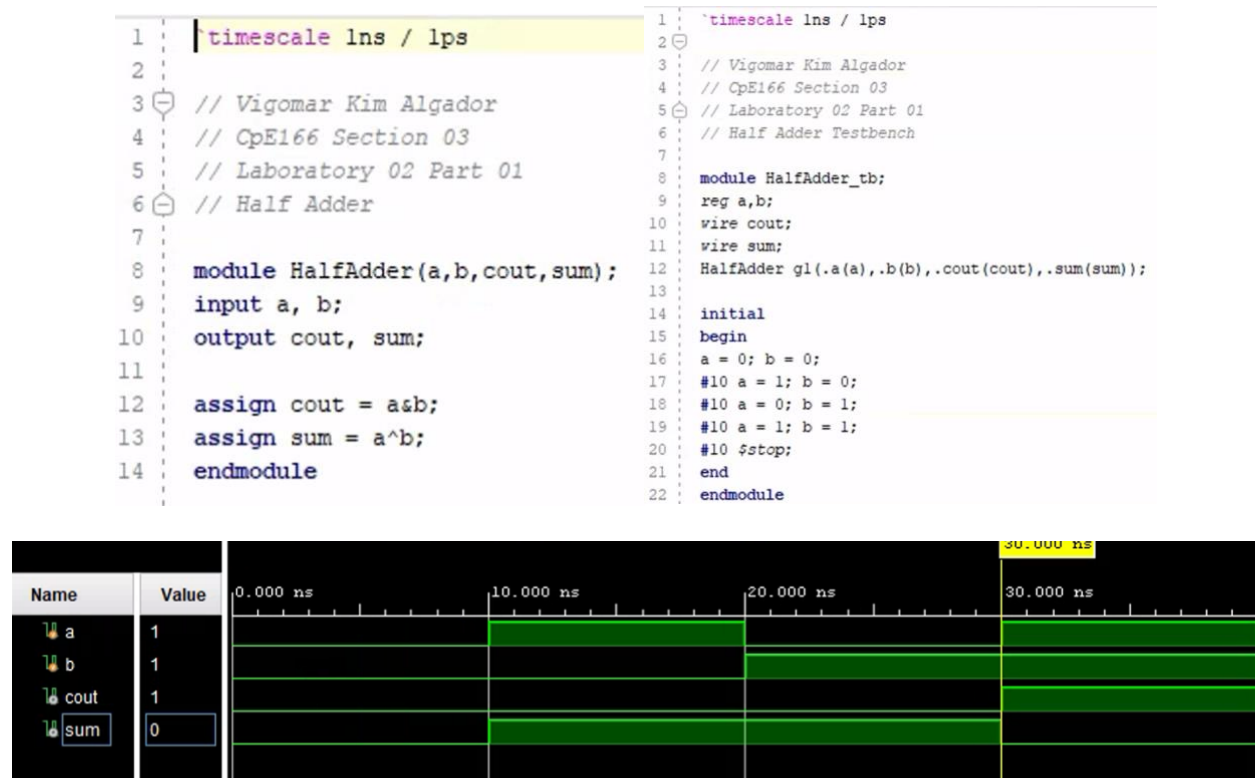 1 `timescale 1ns / 1ps
2
3 // Vigomar Kim Algador
4 // CpE166 Section 03
5 // Laboratory 02 Part 01
6 // Half Adder
7
8 module HalfAdder(a,b,cout,sum);
9 input a, b;
10 output cout, sum;
11
12 assign cout = a&b;
13 assign sum = a^b;
14 endmodule
1 `timescale 1ns / 1ps
2
3 // Vigomar Kim Algador
4 // CpE166 Section 03
5 // Laboratory 02 Part 01
6 // Half Adder Testbench
7
8 module HalfAdder_tb;
9 reg a,b;
10 wire cout;
11 wire sum;
12 HalfAdder g1(.a(a),.b(b),.cout(cout),.sum(sum));
13
14 initial
15 begin
16 a = 0; b = 0;
17 #10 a = 1; b = 0;
18 #10 a = 0; b = 1;
19 #10 a = 1; b = 1;
20 #10 $stop;
21 end
22 endmodule
30.000 ns
Name Value 0.000 ns 10.000 ns 20.000 ns 30.000 ns
a 1
b 1
cout 1
sum 0